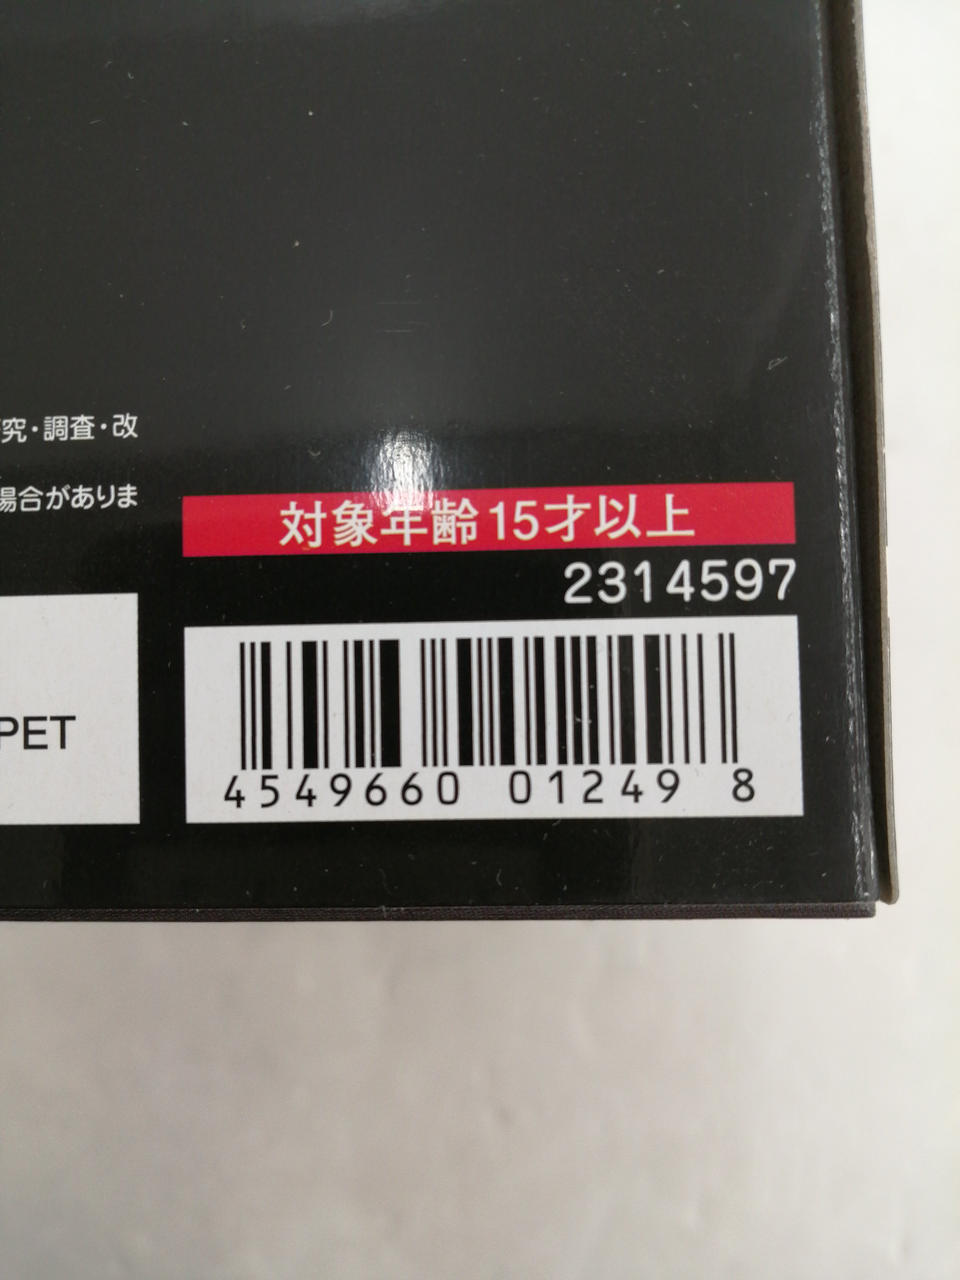 究・調査・改
場合がありま
対象年齢15才以上
2314597
PET
4549660 01249 8